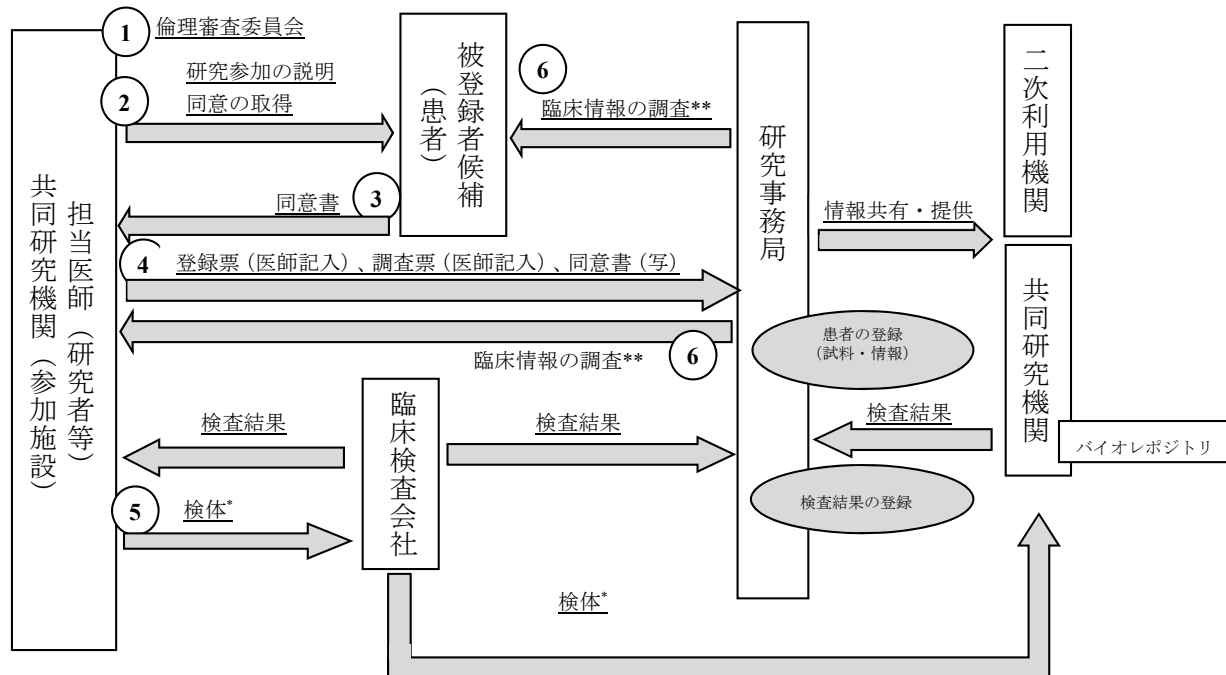 1
倫理審査委員会
研究参加の説明
2
同意の取得
被登録者候補
（患者）
6
臨床情報の調査**
研究事務局
二次利用機関
同意書
3
情報共有・提供
共同研究機関（参加施設）
担当医師（研究者等）
4
登録票（医師記入）、調査票（医師記入）、同意書（写）
臨床情報の調査**
6
患者の登録
（試料・情報）
共同研究機関
バイオレポジトリ
検査結果
臨床検査会社
検査結果
検査結果
検査結果の登録
5
検体*
検体*